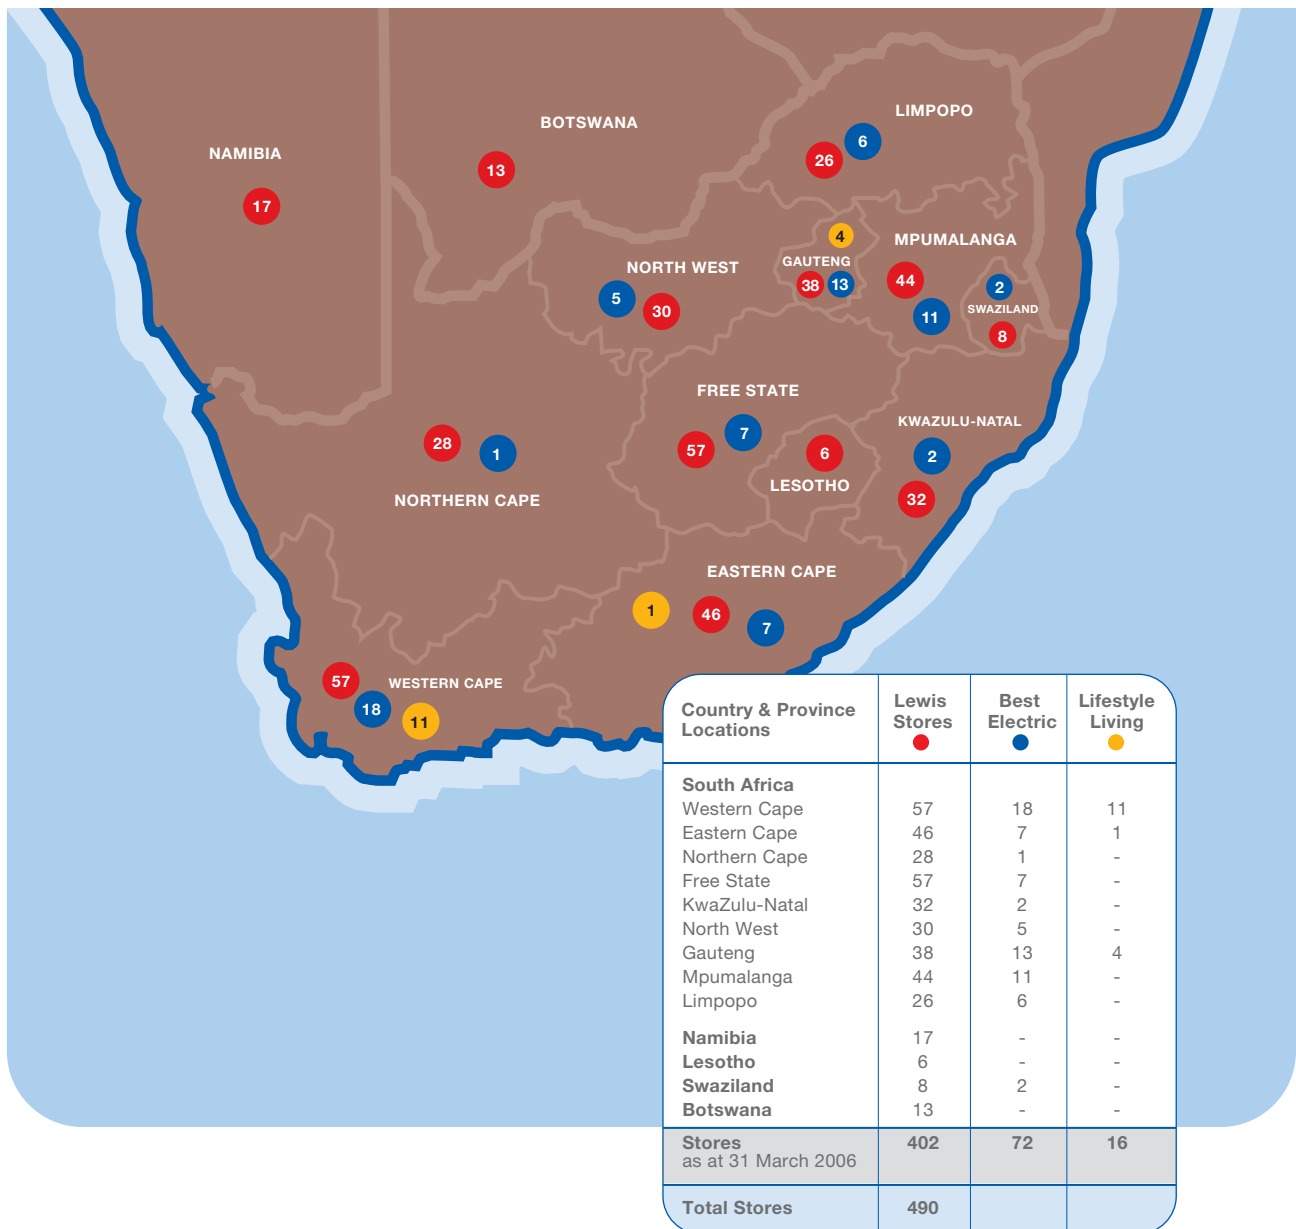 BOTSWANA
13
NAMIBIA
17
LIMPOPO
6
26
4
MPUMALANGA
GAUTENG
38
13
44
11
2
SWAZILAND
8
NORTH WEST
5
30
FREE STATE
7
57
6
LESOTHO
KWAZULU-NATAL
2
32
28
1
NORTHERN CAPE
EASTERN CAPE
1
46
7
57
WESTERN CAPE
18
11
Country & Province Locations Lewis Stores Best Electric Lifestyle Living
South Africa
Western Cape 57 18 11
Eastern Cape 46 7 1
Northern Cape 28 1 -
Free State 57 7 -
KwaZulu-Natal 32 2 -
North West 30 5 -
Gauteng 38 13 4
Mpumalanga 44 11 -
Limpopo 26 6 -
Namibia 17 - -
Lesotho 6 - -
Swaziland 8 2 -
Botswana 13 - -
Stores 402 72 16
as at 31 March 2006
Total Stores 490